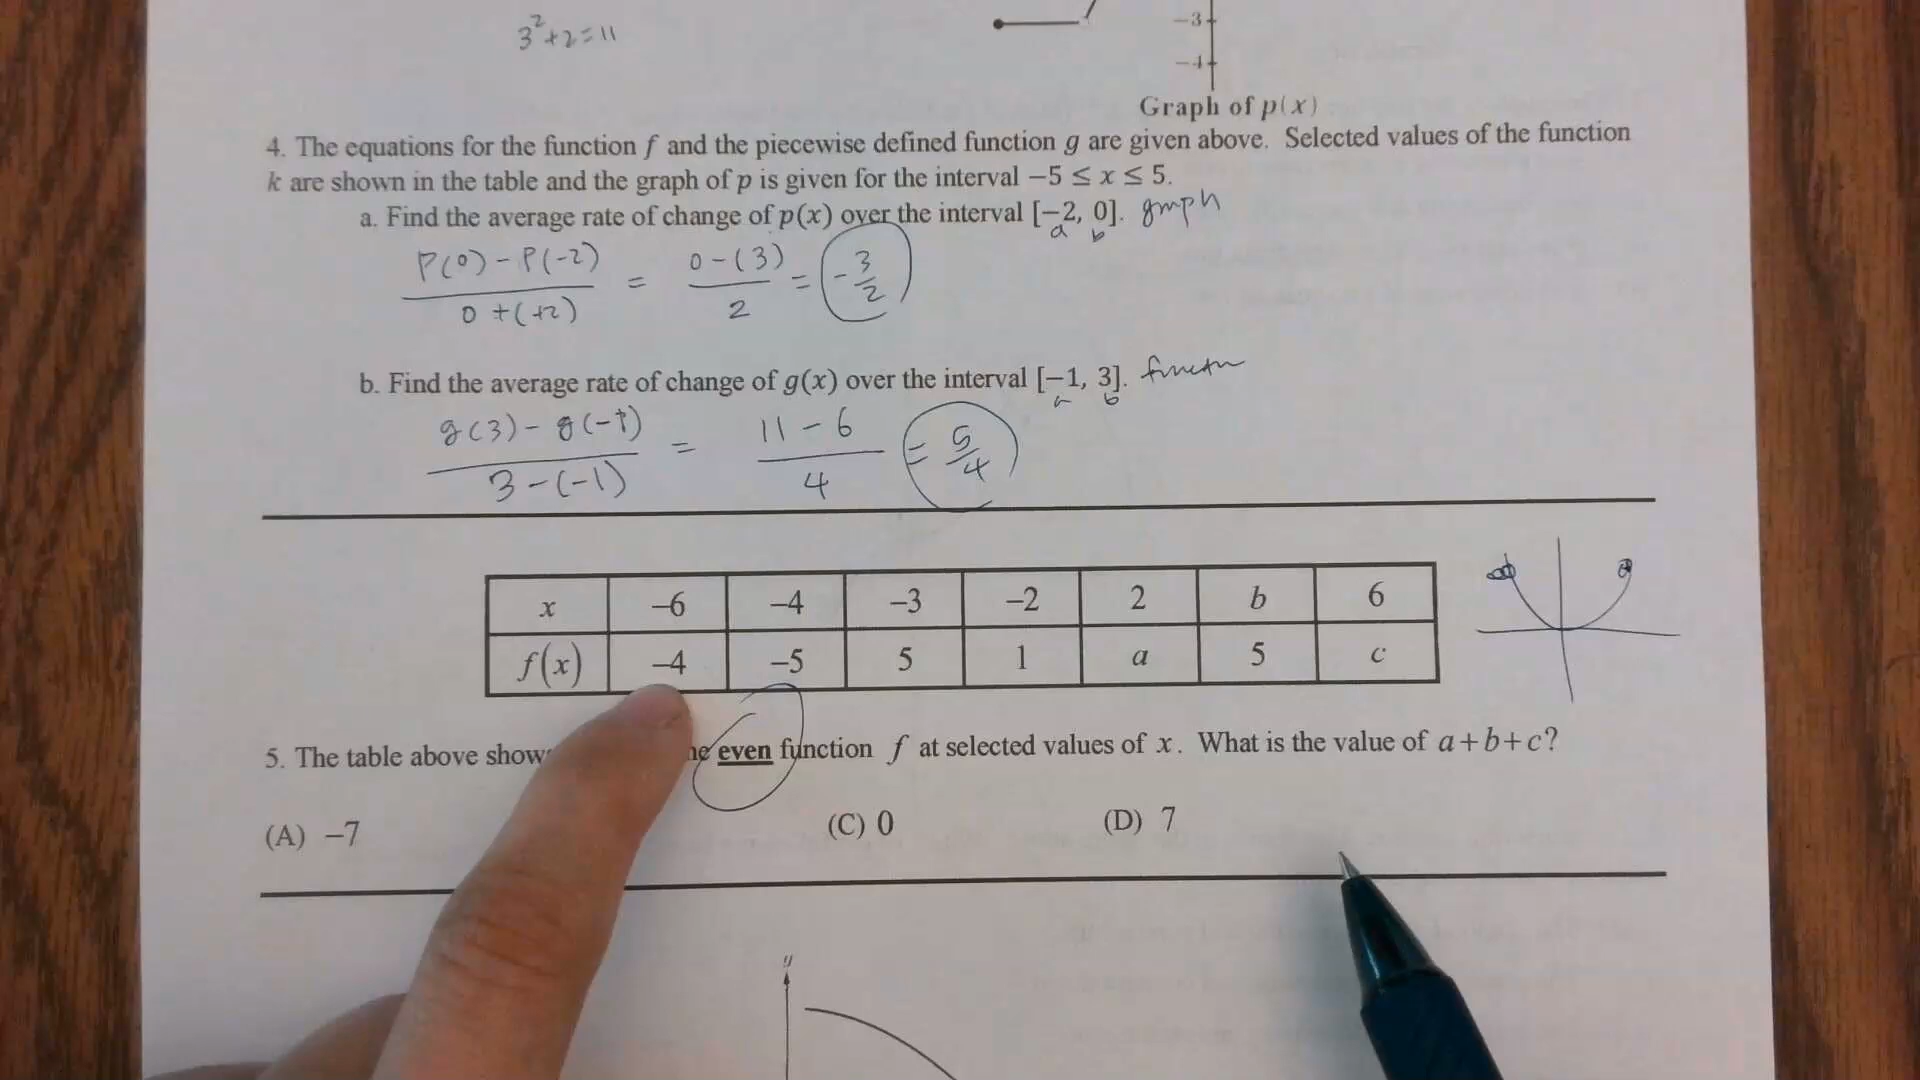 3²+2=11
-3
-4
Graph of p(x)
4. The equations for the function f and the piecewise defined function g are given above. Selected values of the function
k are shown in the table and the graph of p is given for the interval −5 ≤ x ≤ 5.
a. Find the average rate of change of p(x) over the interval [−2, 0]. graph
a b
P(0) - P(-2) / 0+(+2) = 0-(3) / 2 = -3/2
b. Find the average rate of change of g(x) over the interval [−1, 3].
a b
g(3) - g(-1) / 3-(-1) = 11-6 / 4 = 5/4
x −6 −4 −3 −2 2 b 6
f(x) −4 −5 5 1 a 5 c
5. The table above show even function f at selected values of x. What is the value of a+b+c?
(A) −7 (C) 0 (D) 7
y